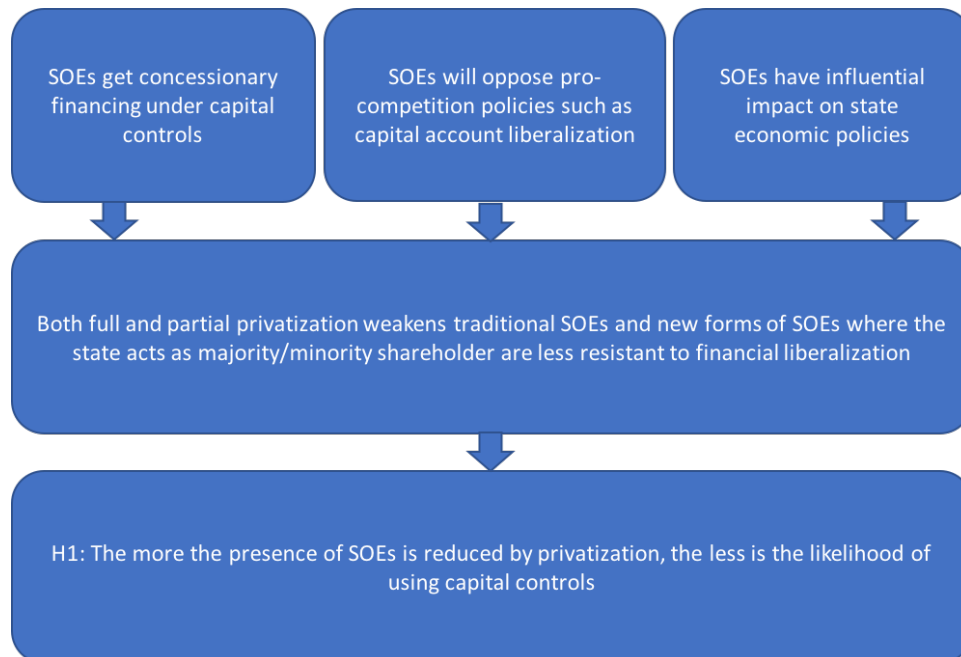 SOEs get concessionary
financing under capital
controls
SOEs will oppose pro-
competition policies such as
capital account liberalization
SOEs have influential
impact on state
economic policies
Both full and partial privatization weakens traditional SOEs and new forms of SOEs where the
state acts as majority/minority shareholder are less resistant to financial liberalization
H1: The more the presence of SOEs is reduced by privatization, the less is the likelihood of
using capital controls